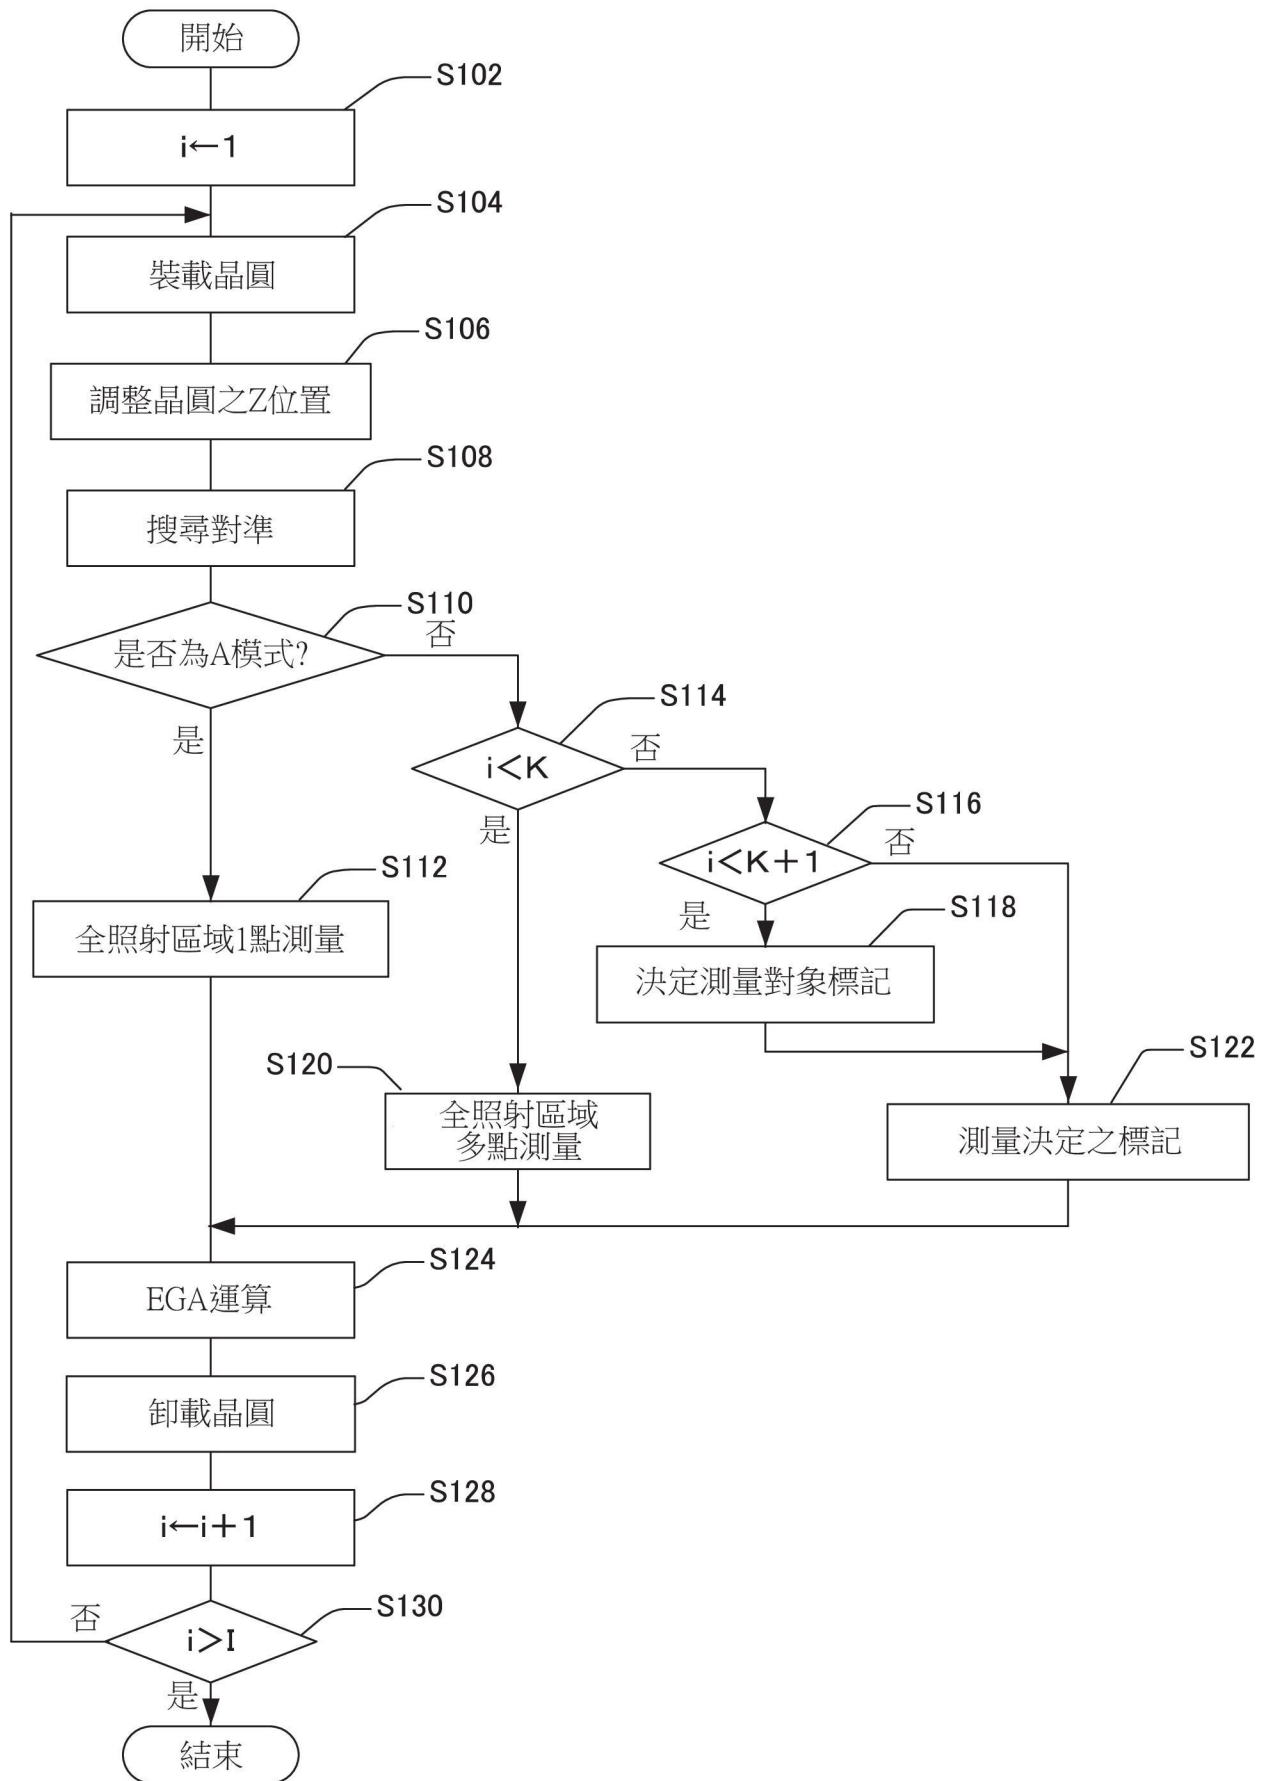 開始
S102
i←1
S104
裝載晶圓
S106
調整晶圓之Z位置
S108
搜尋對準
S110
是否為A模式?
否
是
S114
i<K
否
是
S116
i<K+1
否
是
S112
全照射區域1點測量
S118
決定測量對象標記
S120
全照射區域
多點測量
S122
測量決定之標記
S124
EGA運算
S126
卸載晶圓
S128
i←i+1
S130
i>I
否
是
結束